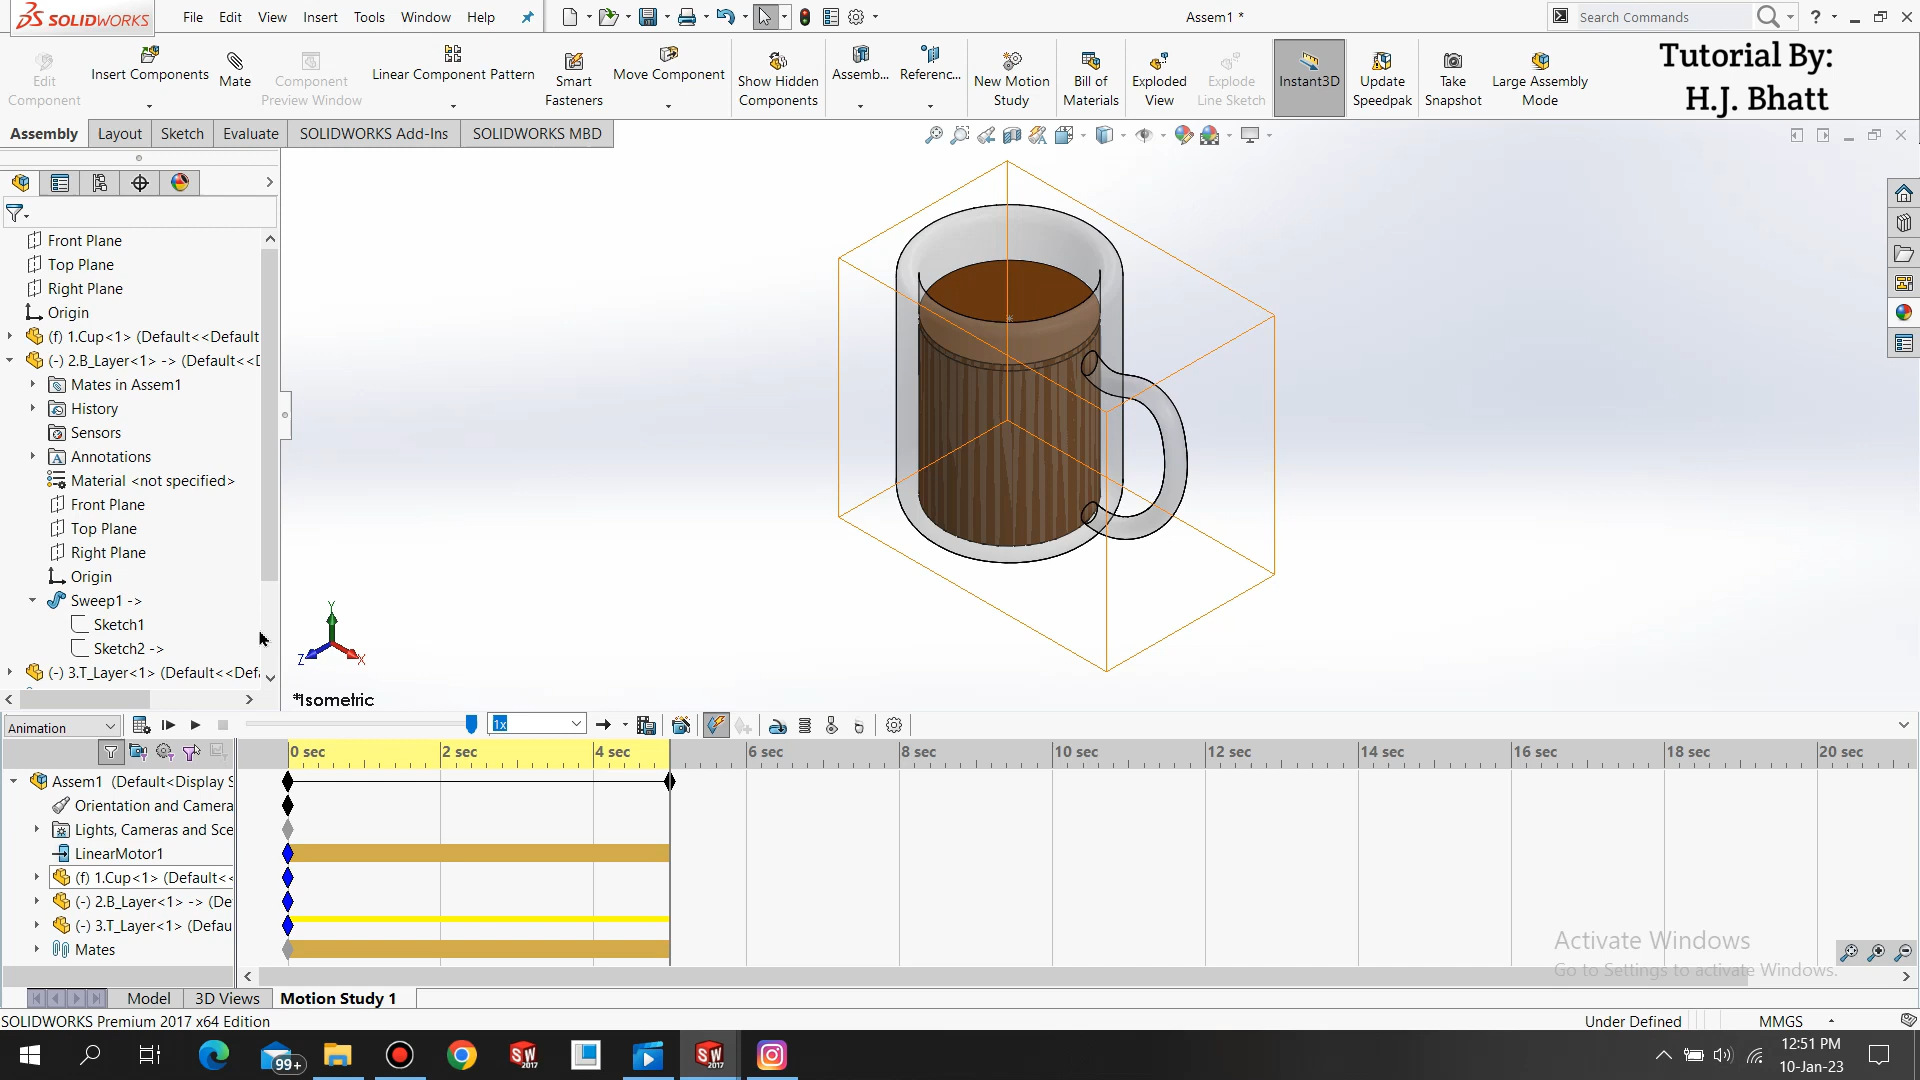 SOLIDWORKS
File Edit View Insert Tools Window Help
Assem1 *
Search Commands
Edit Component
Insert Components
Mate
Component Preview Window
Linear Component Pattern
Smart Fasteners
Move Component
Show Hidden Components
Assemb...
Referenc...
New Motion Study
Bill of Materials
Exploded View
Explode Line Sketch
Instant3D
Update Speedpak
Take Snapshot
Large Assembly Mode
Tutorial By:
H.J. Bhatt
Assembly Layout Sketch Evaluate SOLIDWORKS Add-Ins SOLIDWORKS MBD
Front Plane
Top Plane
Right Plane
Origin
(f) 1.Cup<1> (Default<<Default
(-) 2.B_Layer<1> -> (Default<<D
Mates in Assem1
History
Sensors
Annotations
Material <not specified>
Front Plane
Top Plane
Right Plane
Origin
Sweep1 ->
Sketch1
Sketch2 ->
(-) 3.T_Layer<1> (Default<<Defa
Y
Z
X
*Isometric
Animation
1x
0 sec 2 sec 4 sec 6 sec 8 sec 10 sec 12 sec 14 sec 16 sec 18 sec 20 sec
Assem1 (Default<Display S
Orientation and Camera
Lights, Cameras and Sce
LinearMotor1
(f) 1.Cup<1> (Default<<
(-) 2.B_Layer<1> -> (De
(-) 3.T_Layer<1> (Defau
Mates
Activate Windows
Go to Settings to activate Windows.
Model 3D Views Motion Study 1
SOLIDWORKS Premium 2017 x64 Edition
Under Defined
MMGS
99+
SW 2017
SW 2017
12:51 PM
10-Jan-23